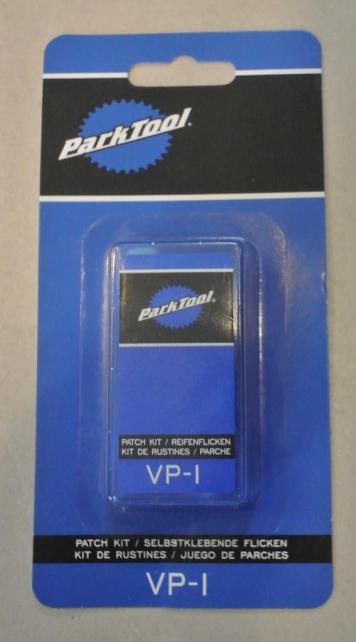 PARKTOOL®
PARKTOOL®
PATCH KIT / REIFENFLICKEN
KIT DE RUSTINES / PARCHE
VP-1
PATCH KIT / SELBSTKLEBENDE FLICKEN
KIT DE RUSTINES / JUEGO DE PARCHES
VP-1